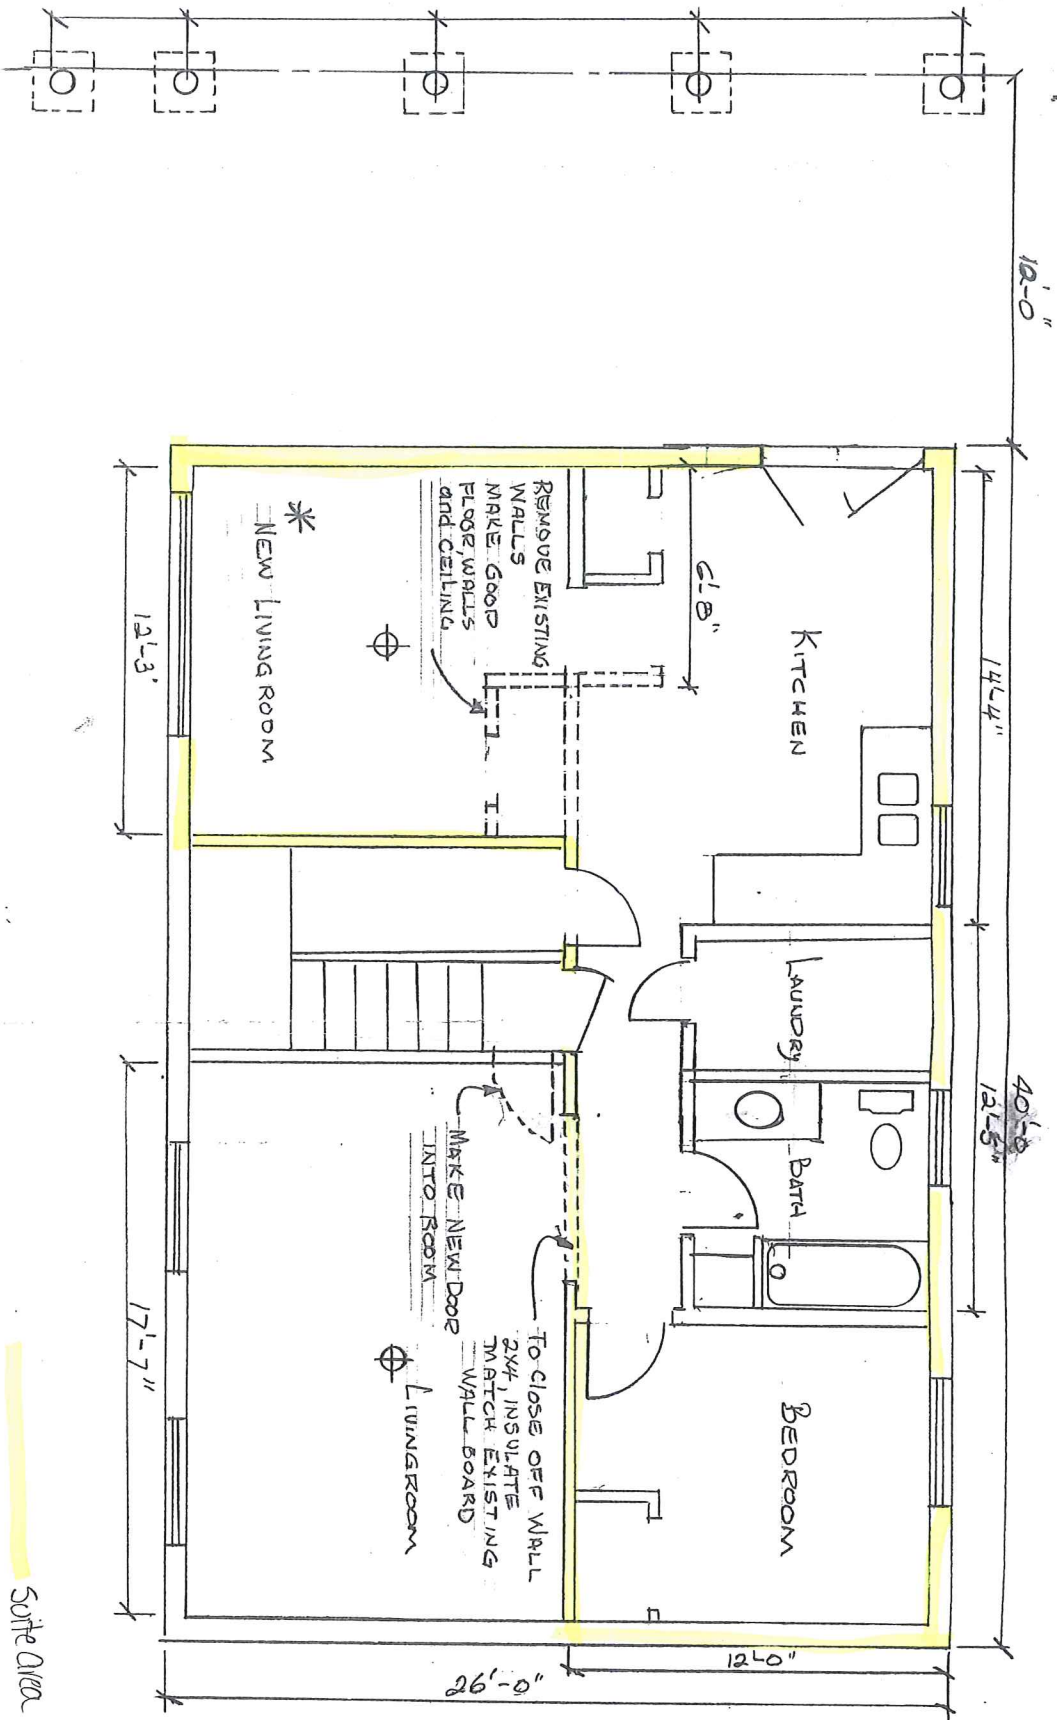 10'-0"
14'-4"
40'-0
12'-5"
KITCHEN
6'-8"
LAUNDRY
BATH
BEDROOM
REMOVE EXISTING
WALLS
MAKE GOOD
FLOOR, WALLS
and CEILING
*
NEW LIVING ROOM
TO CLOSE OFF WALL
2X4, INSULATE
MATCH EXISTING
WALL BOARD
MAKE NEW DOOR
INTO ROOM
LIVINGROOM
12'-3"
17'-7"
12'-0"
26'-0"
Suite area